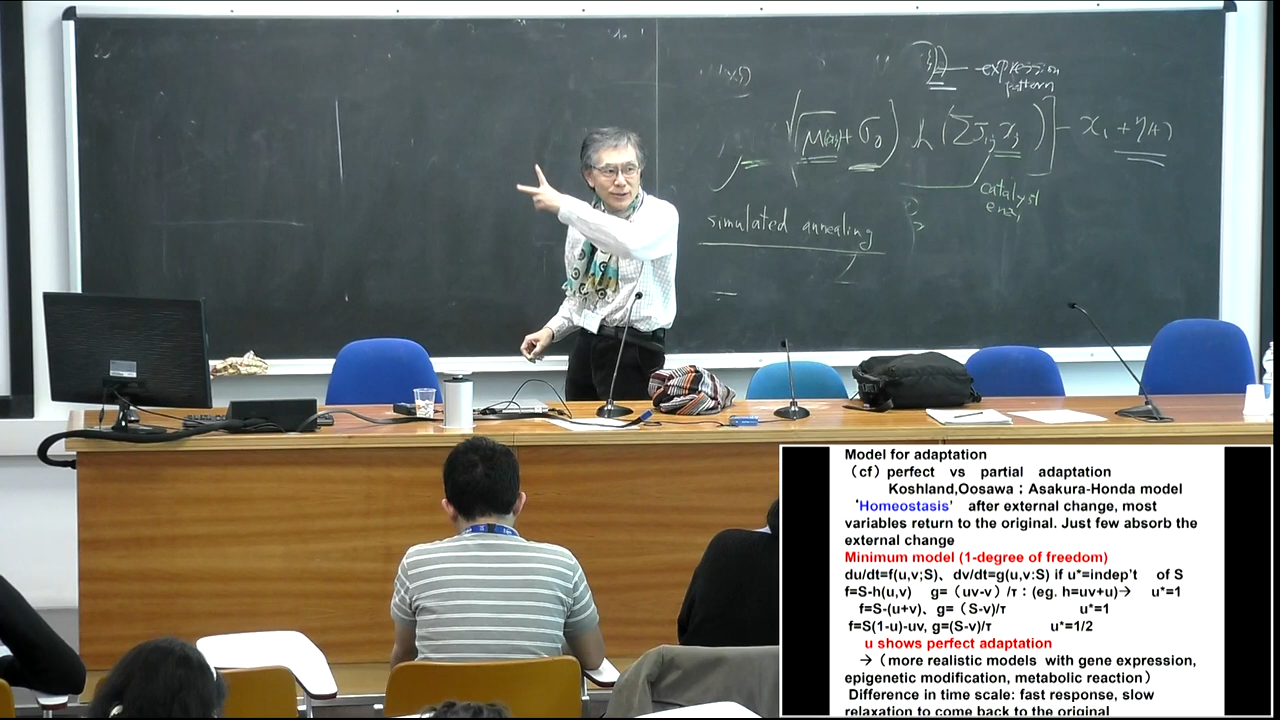 expression
pattern
simulated annealing
catalyst
Model for adaptation
（cf）perfect vs partial adaptation
Koshland,Oosawa；Asakura-Honda model
‘Homeostasis’ after external change, most
variables return to the original. Just few absorb the
external change
Minimum model (1-degree of freedom)
du/dt=f(u,v;S)、dv/dt=g(u,v:S) if u*=indep’t of S
f=S-h(u,v) g=（uv-v）/τ：(eg. h=uv+u)→ u*=1
f=S-(u+v)、g=（S-v)/τ u*=1
f=S(1-u)-uv, g=(S-v)/τ u*=1/2
u shows perfect adaptation
→（more realistic models with gene expression,
epigenetic modification, metabolic reaction）
Difference in time scale: fast response, slow
relaxation to come back to the original